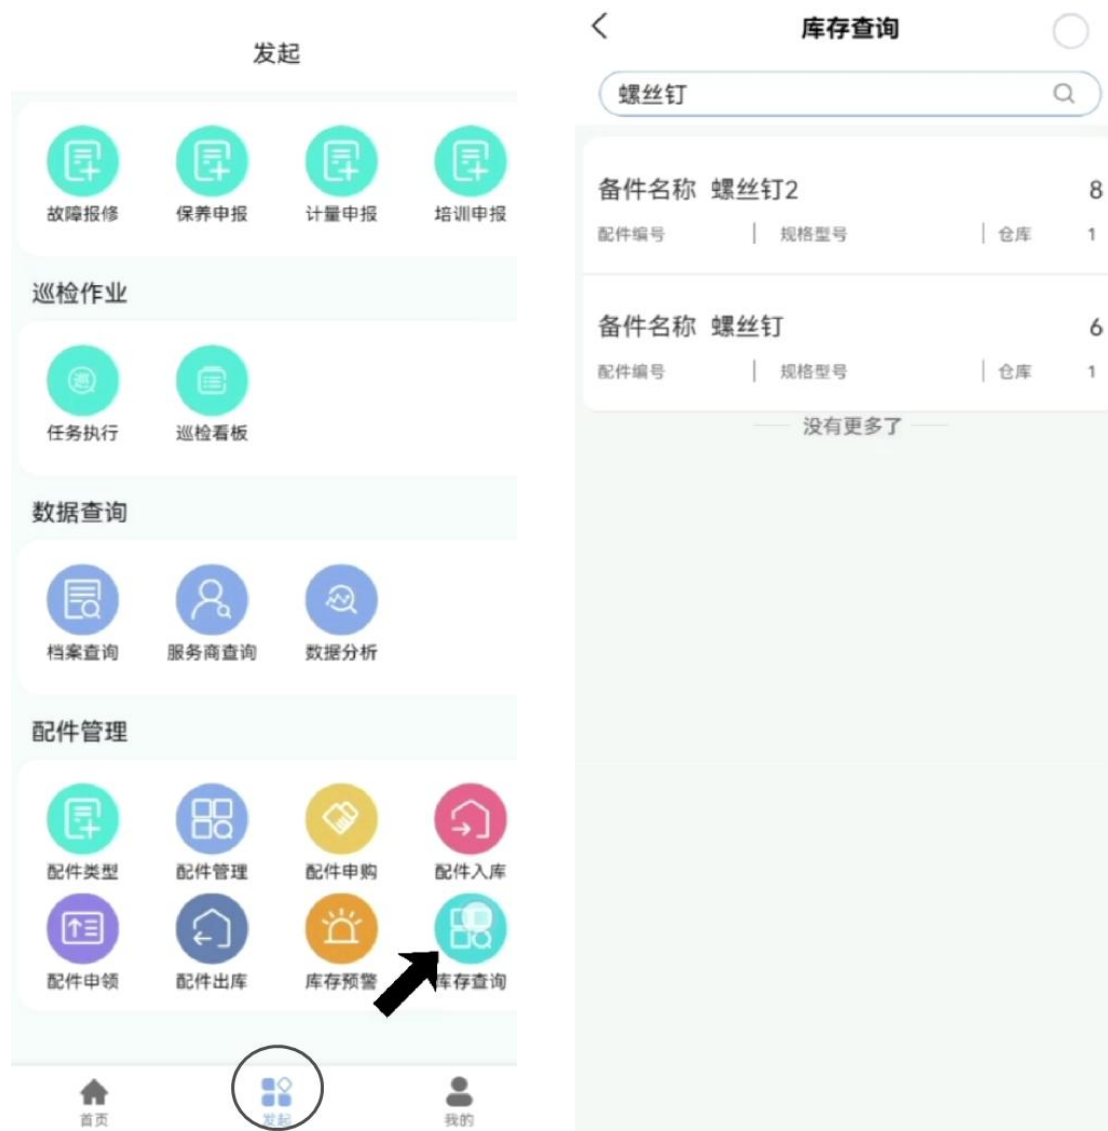 发起
故障报修 保养申报 计量申报 培训申报
巡检作业
巡
任务执行 巡检看板
数据查询
档案查询 服务商查询 数据分析
配件管理
配件类型 配件管理 配件申购 配件入库
配件申领 配件出库 库存预警 库存查询
首页 发起 我的
库存查询
螺丝钉
备件名称 螺丝钉2 8
配件编号 规格型号 仓库 1
备件名称 螺丝钉 6
配件编号 规格型号 仓库 1
没有更多了